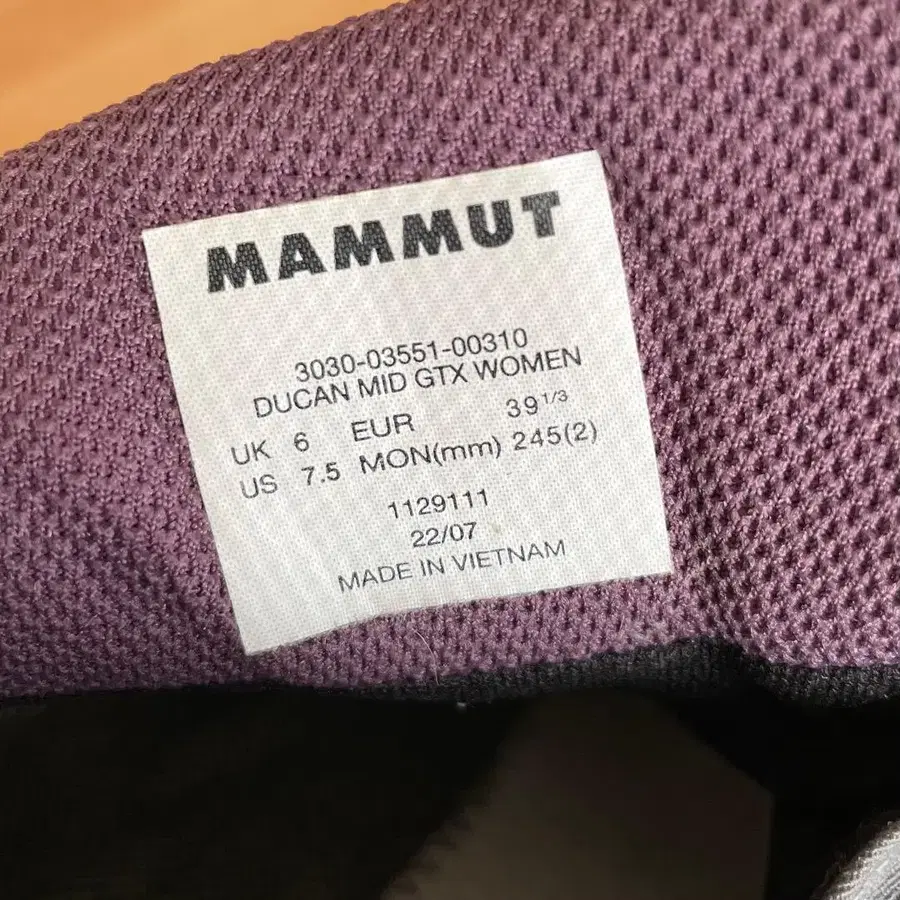 MAMMUT
3030-03551-00310
DUCAN MID GTX WOMEN
UK 6 EUR 39 1/3
US 7.5 MON(mm) 245(2)
1129111
22/07
MADE IN VIETNAM